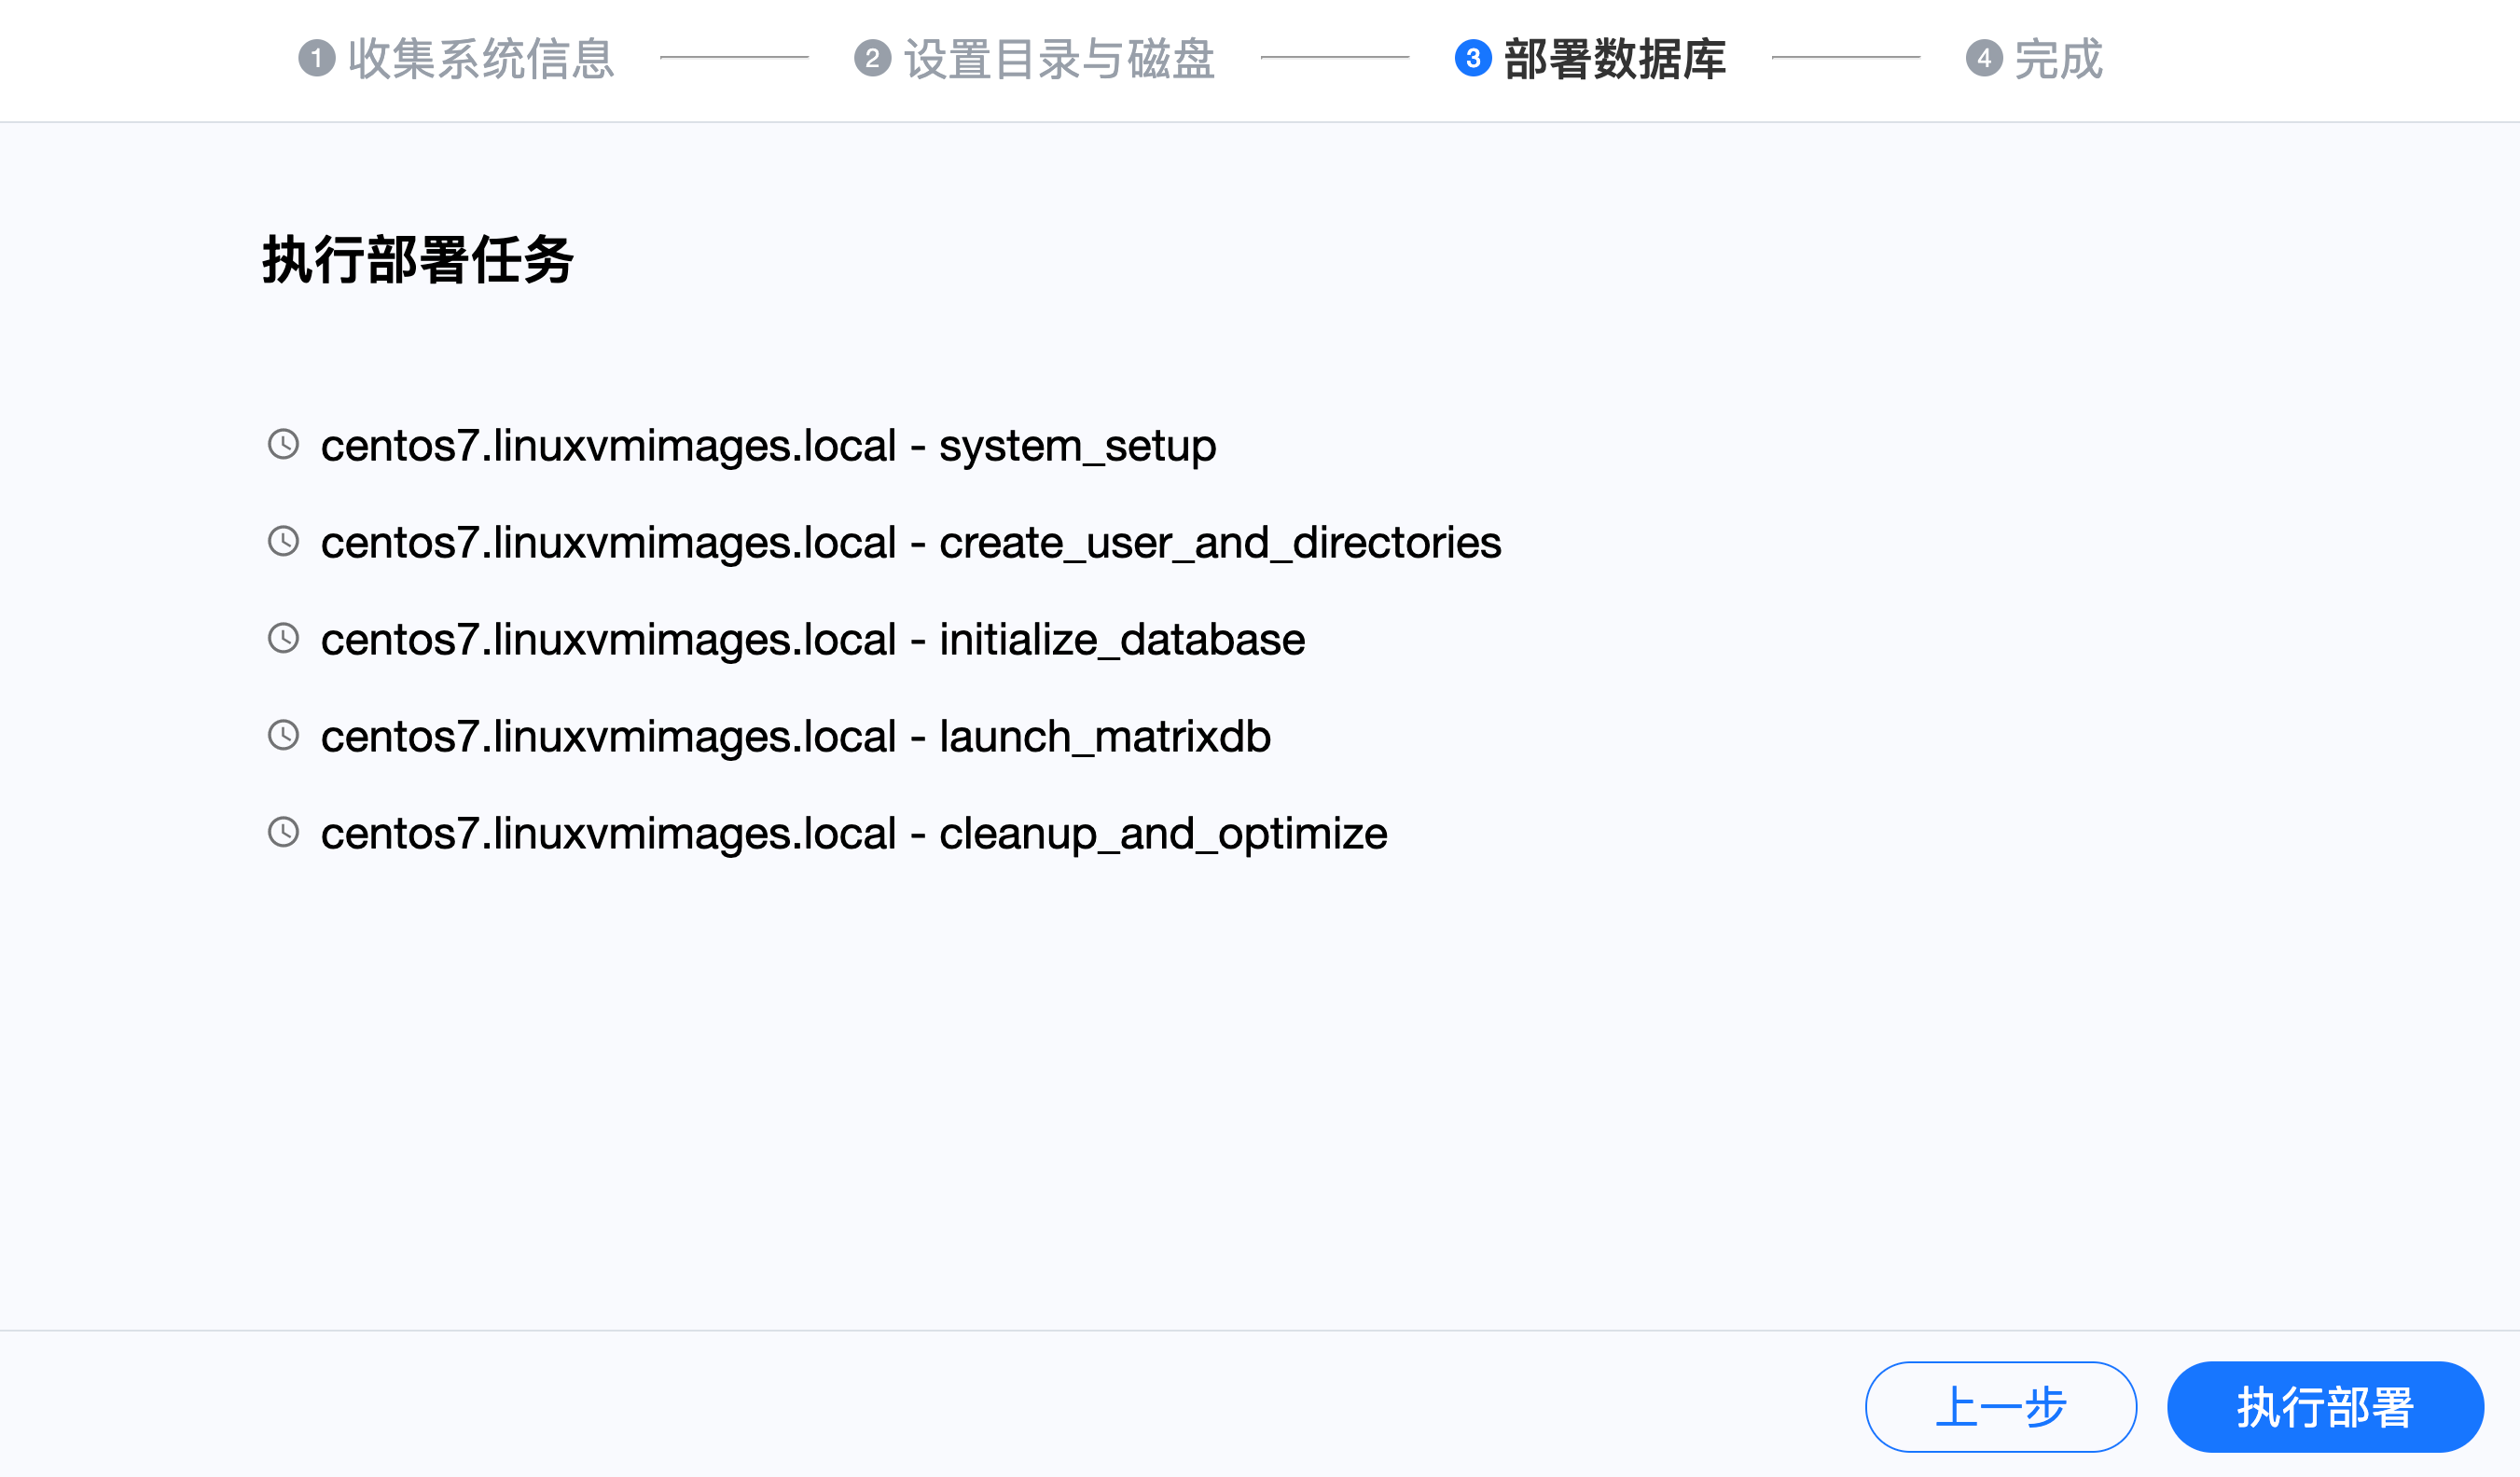 1 收集系统信息 2 设置目录与磁盘 3 部署数据库 4 完成
执行部署任务
centos7.linuxvmimages.local - system_setup
centos7.linuxvmimages.local - create_user_and_directories
centos7.linuxvmimages.local - initialize_database
centos7.linuxvmimages.local - launch_matrixdb
centos7.linuxvmimages.local - cleanup_and_optimize
上一步 执行部署